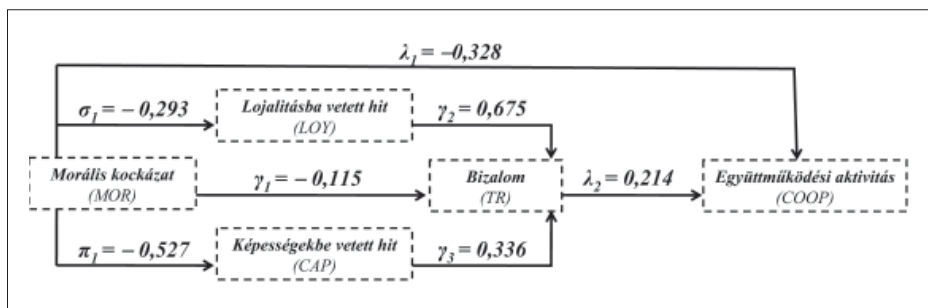 λ₁ = –0,328
σ₁ = – 0,293
Lojalitásba vetett hit
(LOY)
γ₂ = 0,675
Morális kockázat
(MOR)
γ₁ = – 0,115
Bizalom
(TR)
λ₂ = 0,214
Együttműködési aktivitás
(COOP)
π₁ = – 0,527
Képességekbe vetett hit
(CAP)
γ₃ = 0,336